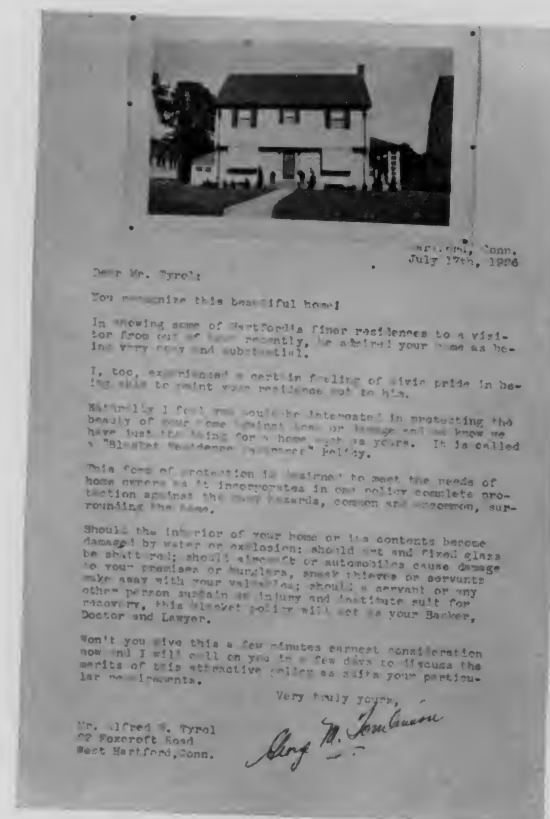 Hartford, Conn.
July 17th, 1926
Dear Mr. Tyrol:
You recognize this beautiful home!
In showing some of Hartford's finer residences to a visi-
tor from out of town recently, he admired your home as be-
ing very cozy and substantial.
I, too, experienced a certain feeling of civic pride in be-
ing able to point your residence out to him.
Naturally I feel you would be interested in protecting the
beauty of your home against loss or damage and we know we
have just the thing for a home such as yours. It is called
a "Blanket Residence Insurance" Policy.
This form of protection is designed to meet the needs of
home owners as it incorporates in one policy complete pro-
tection against the many hazards, common and uncommon, sur-
rounding the home.
Should the interior of your home or its contents become
damaged by water or explosion; should art and fixed glass
be shattered; should aircraft or automobiles cause damage
to your premises or burglars, sneak thieves or servants
make away with your valuables; should a servant or any
other person sustain an injury and institute suit for
recovery, this blanket policy will act as your Banker,
Doctor and Lawyer.
Won't you give this a few minutes earnest consideration
now and I will call on you in a few days to discuss the
merits of this attractive policy as suits your particu-
lar requirements.
Very truly yours,
George M. Tomlinson
Mr. Alfred W. Tyrol
Foxcroft Road
West Hartford, Conn.